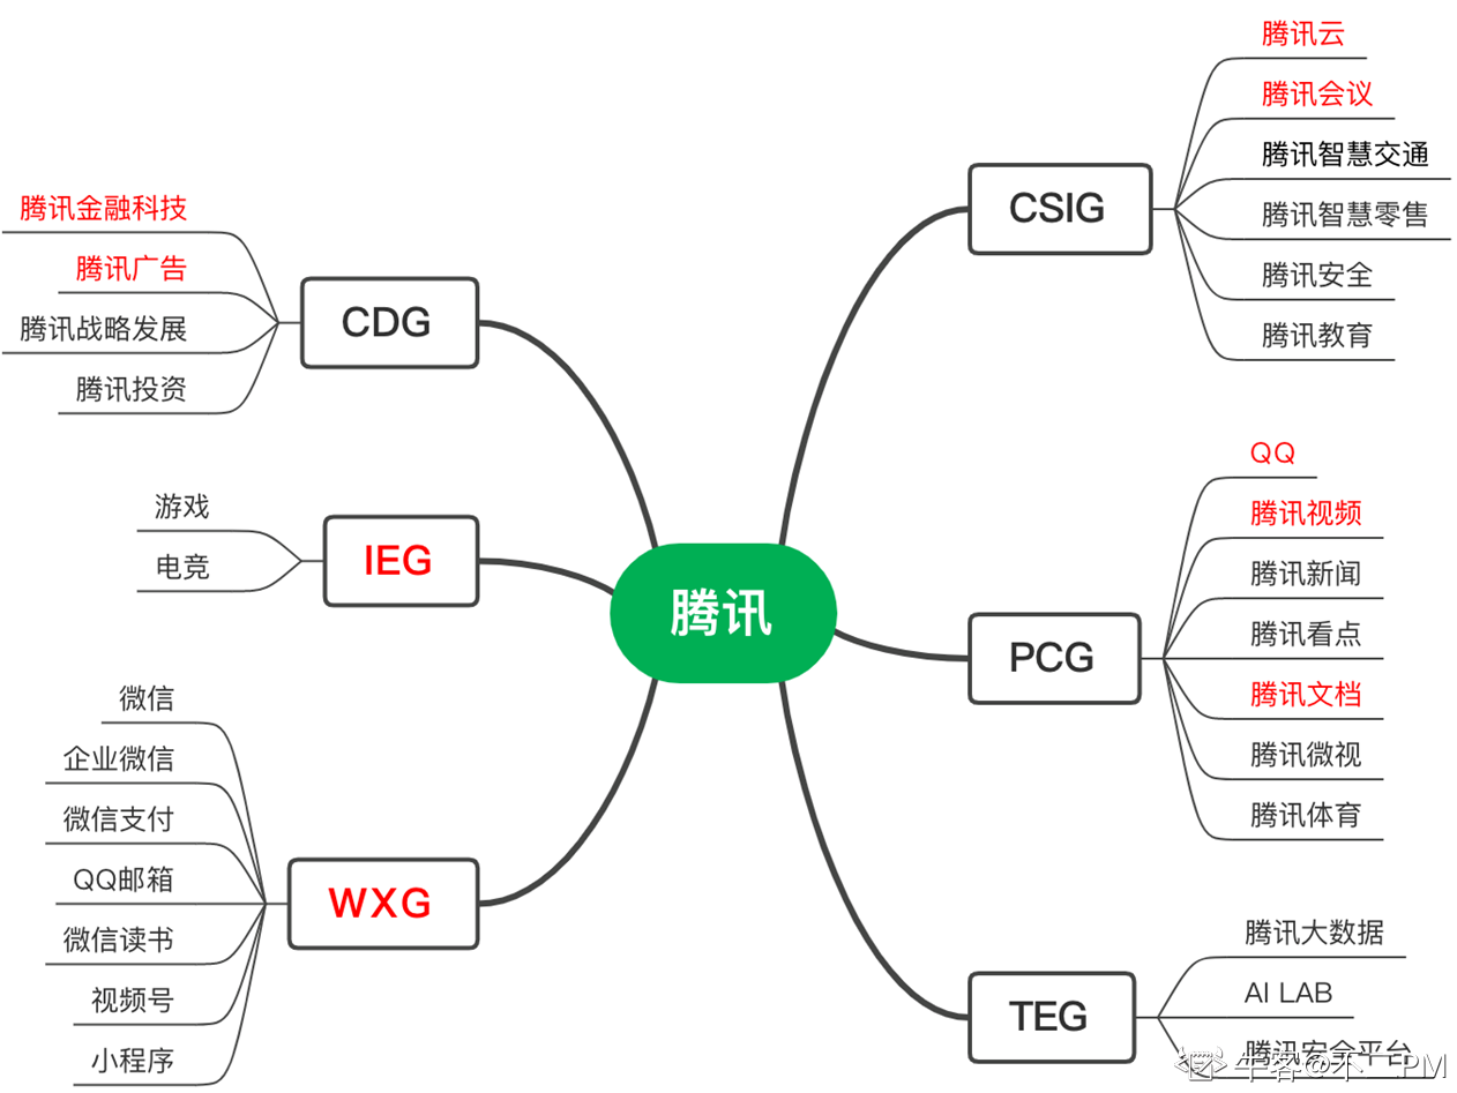 腾讯
CSIG
腾讯云
腾讯会议
腾讯智慧交通
腾讯智慧零售
腾讯安全
腾讯教育
PCG
QQ
腾讯视频
腾讯新闻
腾讯看点
腾讯文档
腾讯微视
腾讯体育
TEG
腾讯大数据
AI LAB
腾讯安全平台
CDG
腾讯金融科技
腾讯广告
腾讯战略发展
腾讯投资
IEG
游戏
电竞
WXG
微信
企业微信
微信支付
QQ邮箱
微信读书
视频号
小程序
牛客@不二.PM